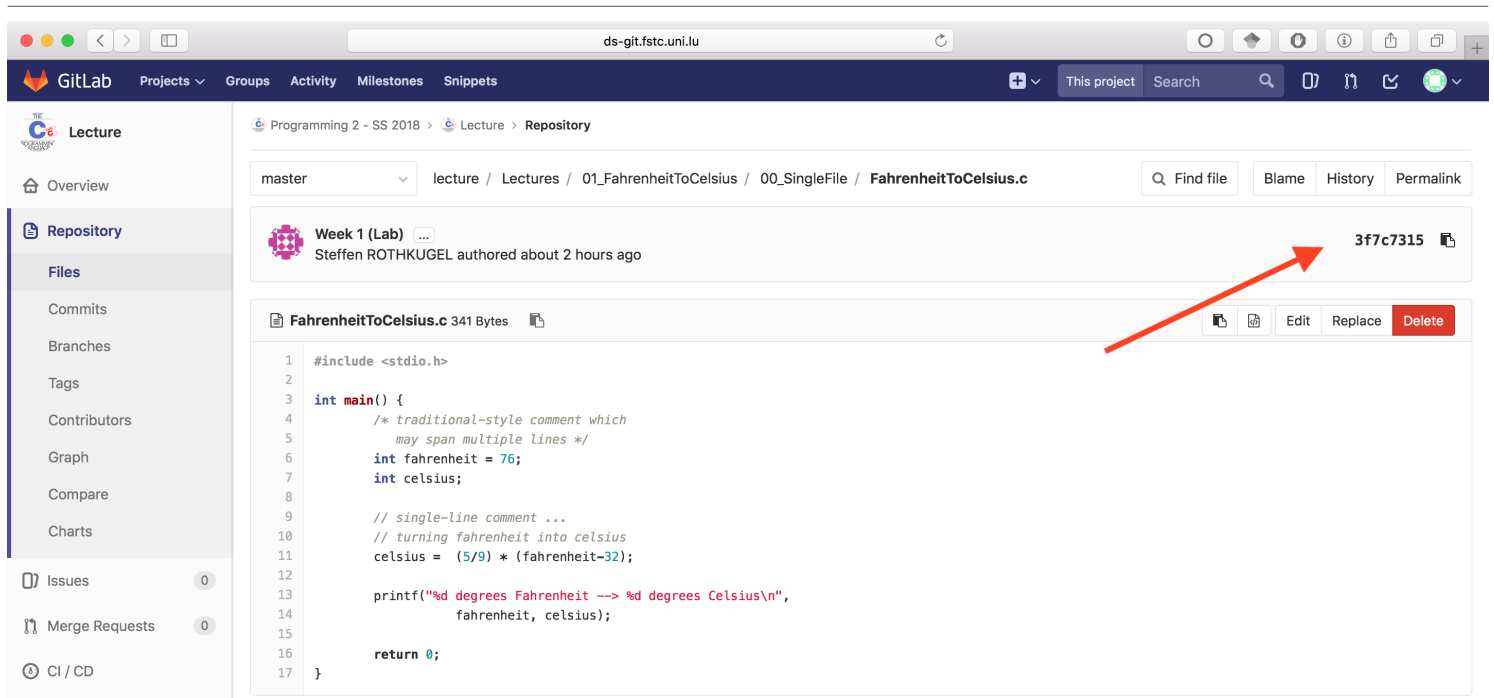 ds-git.fstc.uni.lu
GitLab Projects Groups Activity Milestones Snippets This project Search
THE
C
PROGRAMMING
LANGUAGE
Lecture
Programming 2 - SS 2018 > Lecture > Repository
Overview
master lecture / Lectures / 01_FahrenheitToCelsius / 00_SingleFile / FahrenheitToCelsius.c Find file Blame History Permalink
Repository
Week 1 (Lab) ...
Steffen ROTHKUGEL authored about 2 hours ago
3f7c7315
Files
Commits
Branches
Tags
Contributors
Graph
Compare
Charts
Issues 0
Merge Requests 0
CI / CD
FahrenheitToCelsius.c 341 Bytes Edit Replace Delete
1 #include <stdio.h>
2
3 int main() {
4 /* traditional-style comment which
5 may span multiple lines */
6 int fahrenheit = 76;
7 int celsius;
8
9 // single-line comment ...
10 // turning fahrenheit into celsius
11 celsius =  (5/9) * (fahrenheit-32);
12
13 printf("%d degrees Fahrenheit --> %d degrees Celsius\n",
14 fahrenheit, celsius);
15
16 return 0;
17 }